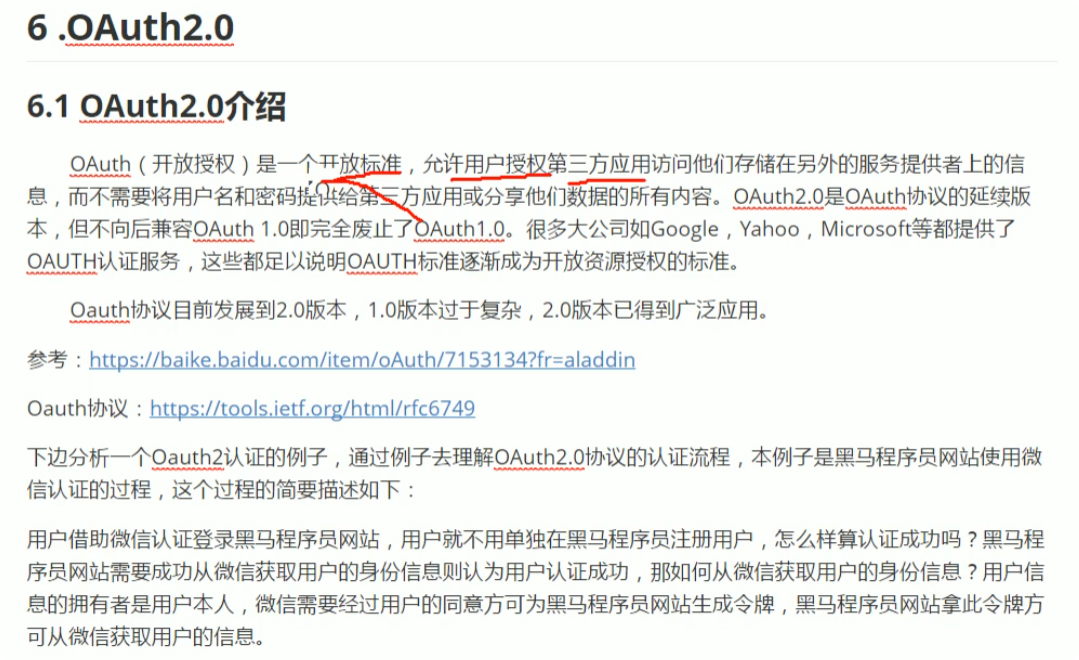 6 .OAuth2.0
6.1 OAuth2.0介绍
OAuth（开放授权）是一个开放标准，允许用户授权第三方应用访问他们存储在另外的服务提供者上的信
息，而不需要将用户名和密码提供给第三方应用或分享他们数据的所有内容。OAuth2.0是OAuth协议的延续版
本，但不向后兼容OAuth 1.0即完全废止了OAuth1.0。很多大公司如Google，Yahoo，Microsoft等都提供了
OAUTH认证服务，这些都足以说明OAUTH标准逐渐成为开放资源授权的标准。
Oauth协议目前发展到2.0版本，1.0版本过于复杂，2.0版本已得到广泛应用。
参考：https://baike.baidu.com/item/oAuth/7153134?fr=aladdin
Oauth协议：https://tools.ietf.org/html/rfc6749
下边分析一个Oauth2认证的例子，通过例子去理解OAuth2.0协议的认证流程，本例子是黑马程序员网站使用微
信认证的过程，这个过程的简要描述如下：
用户借助微信认证登录黑马程序员网站，用户就不用单独在黑马程序员注册用户，怎么样算认证成功吗？黑马程
序员网站需要成功从微信获取用户的身份信息则认为用户认证成功，那如何从微信获取用户的身份信息？用户信
息的拥有者是用户本人，微信需要经过用户的同意方可为黑马程序员网站生成令牌，黑马程序员网站拿此令牌方
可从微信获取用户的信息。